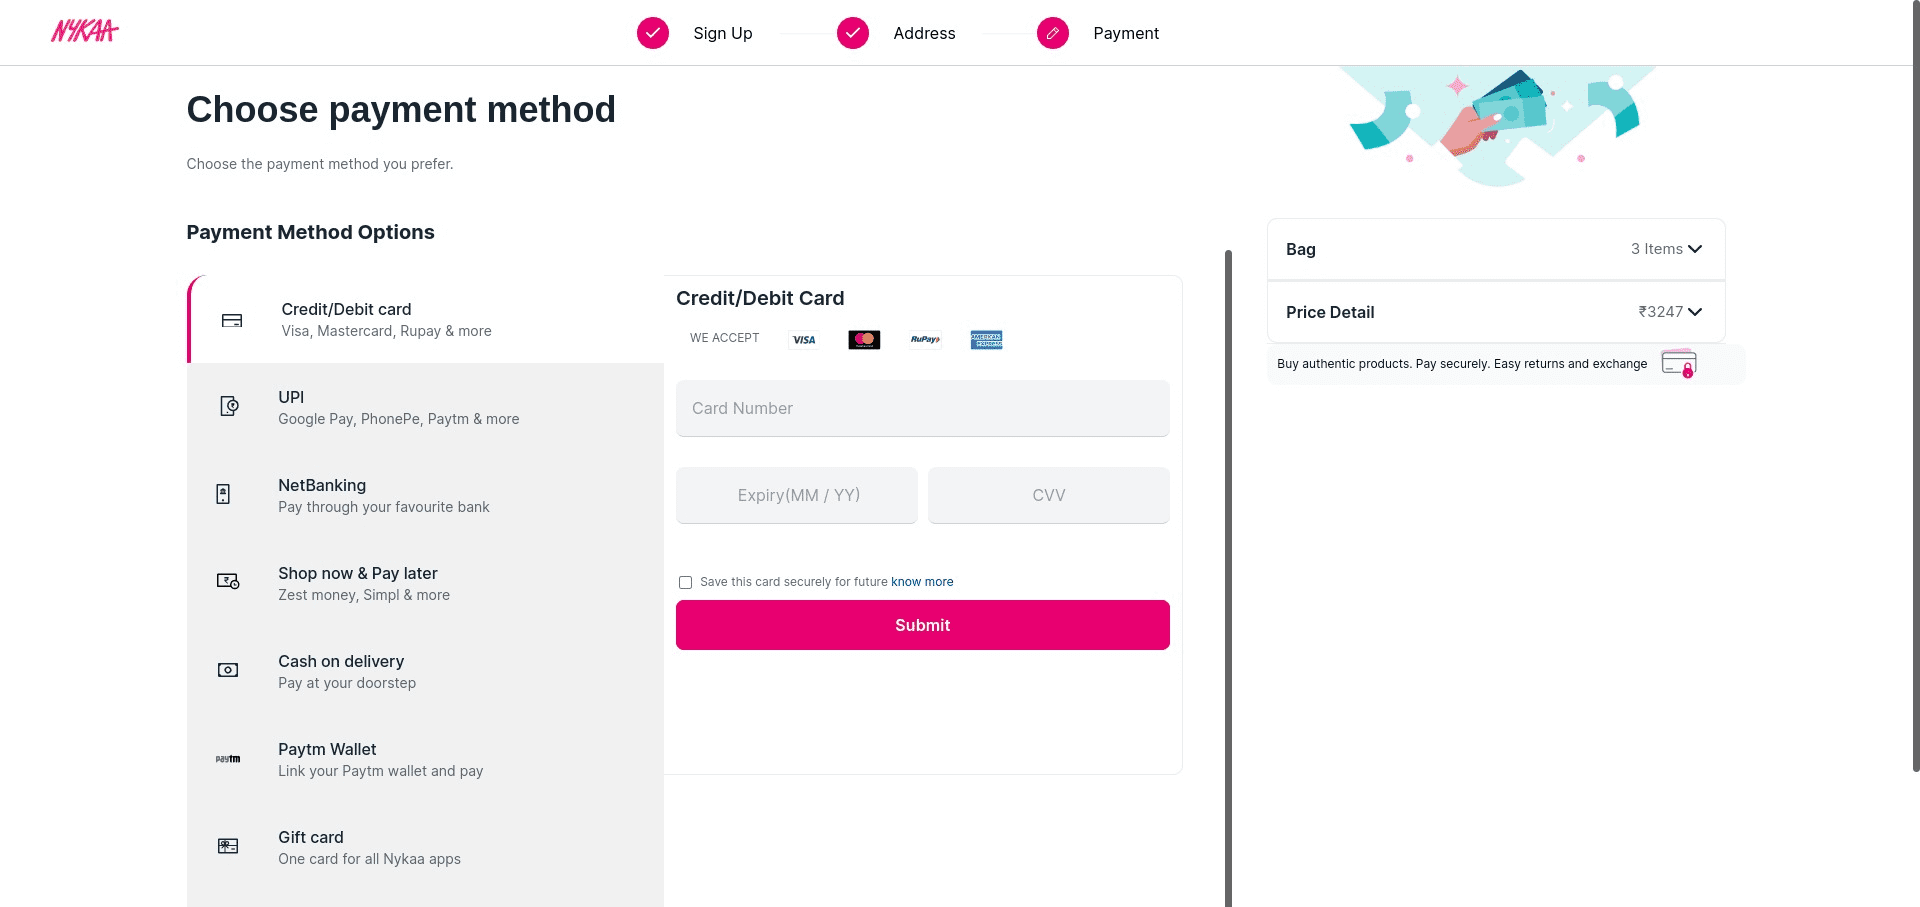 NYKAA
Sign Up
Address
Payment
Choose payment method
Choose the payment method you prefer.
Payment Method Options
Credit/Debit card
Visa, Mastercard, Rupay & more
UPI
Google Pay, PhonePe, Paytm & more
NetBanking
Pay through your favourite bank
Shop now & Pay later
Zest money, Simpl & more
Cash on delivery
Pay at your doorstep
paytm
Paytm Wallet
Link your Paytm wallet and pay
Gift card
One card for all Nykaa apps
Credit/Debit Card
WE ACCEPT
VISA
RuPay
AMERICAN EXPRESS
Card Number
Expiry(MM / YY)
CVV
Save this card securely for future know more
Submit
Bag
3 Items
Price Detail
₹3247
Buy authentic products. Pay securely. Easy returns and exchange